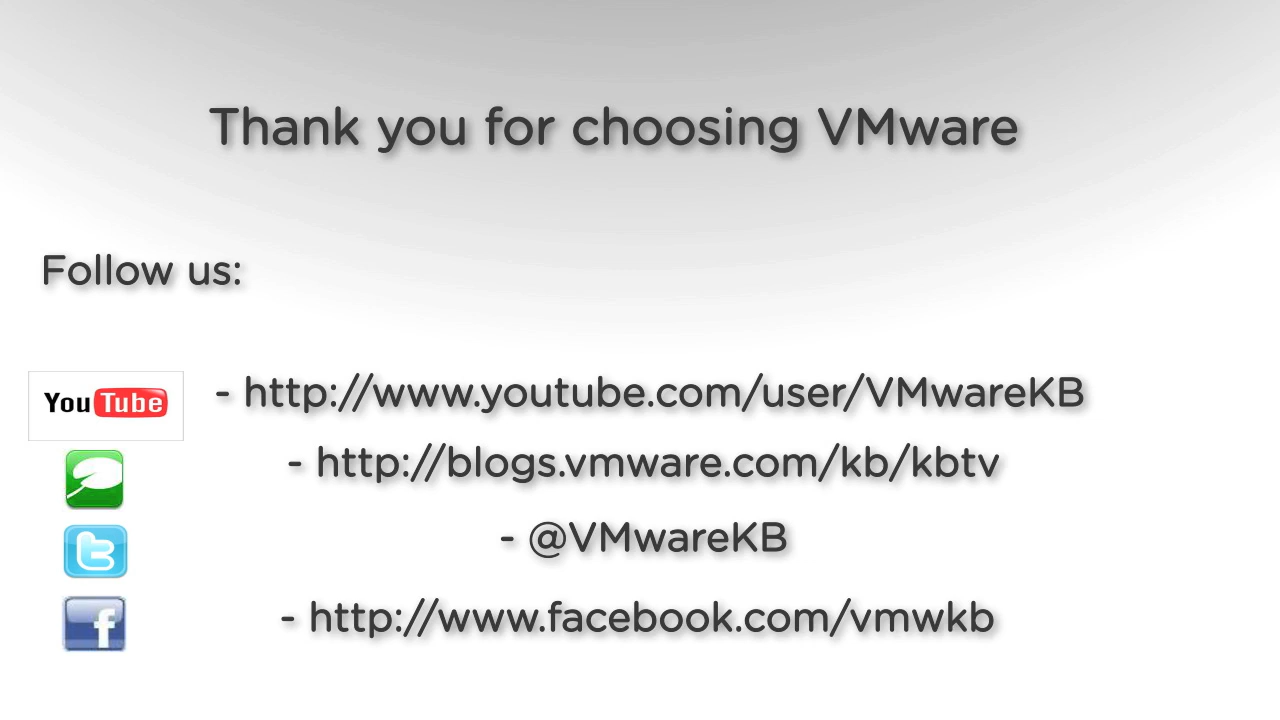 Thank you for choosing VMware
Follow us:
YouTube - http://www.youtube.com/user/VMwareKB
- http://blogs.vmware.com/kb/kbtv
t - @VMwareKB
f - http://www.facebook.com/vmwkb